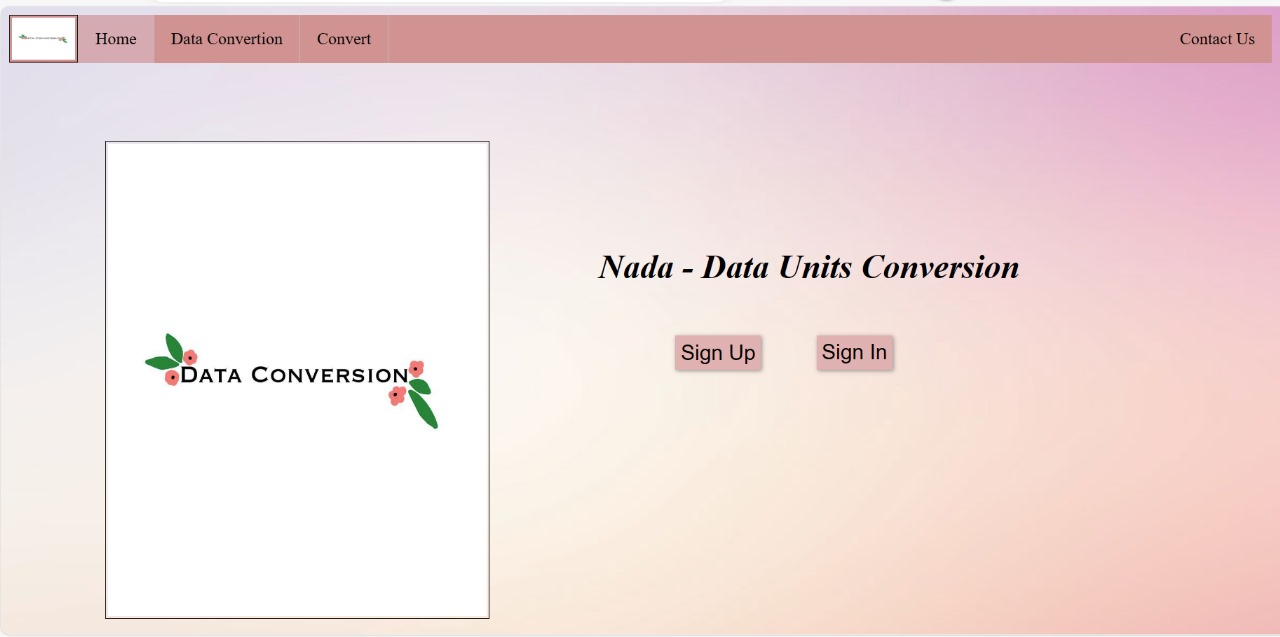 Home
Data Convertion
Convert
Contact Us
Nada - Data Units Conversion
DATA CONVERSION
Sign Up
Sign In